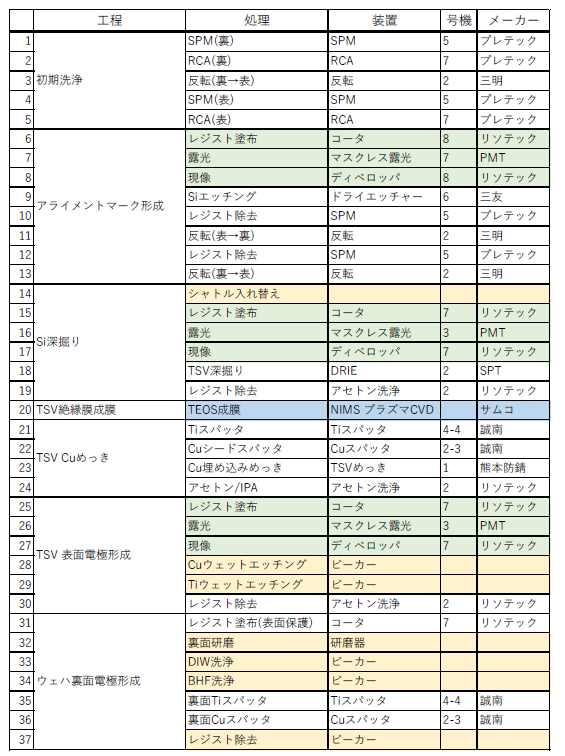 工程 処理 装置 号機 メーカー
1 初期洗浄 SPM(裏) SPM 5 プレテック
2 RCA(裏) RCA 7 プレテック
3 反転(裏→表) 反転 2 三明
4 SPM(表) SPM 5 プレテック
5 RCA(表) RCA 7 プレテック
6 アライメントマーク形成 レジスト塗布 コータ 8 リソテック
7 露光 マスクレス露光 7 PMT
8 現像 ディベロッパ 8 リソテック
9 Siエッチング ドライエッチャー 6 三友
10 レジスト除去 SPM 5 プレテック
11 反転(表→裏) 反転 2 三明
12 レジスト除去 SPM 5 プレテック
13 反転(裏→表) 反転 2 三明
14 Si深掘り シャトル入れ替え
15 レジスト塗布 コータ 7 リソテック
16 露光 マスクレス露光 3 PMT
17 現像 ディベロッパ 7 リソテック
18 TSV深掘り DRIE 2 SPT
19 レジスト除去 アセトン洗浄 2 リソテック
20 TSV絶縁膜成膜 TEOS成膜 NIMS プラズマCVD サムコ
21 TSV Cuめっき Tiスパッタ Tiスパッタ 4-4 誠南
22 Cuシードスパッタ Cuスパッタ 2-3 誠南
23 Cu埋め込みめっき TSVめっき 1 熊本防錆
24 アセトン/IPA アセトン洗浄 2 リソテック
25 TSV 表面電極形成 レジスト塗布 コータ 7 リソテック
26 露光 マスクレス露光 3 PMT
27 現像 ディベロッパ 7 リソテック
28 Cuウェットエッチング ビーカー
29 Tiウェットエッチング ビーカー
30 レジスト除去 アセトン洗浄 2 リソテック
31 ウェハ裏面電極形成 レジスト塗布(表面保護) コータ 7 リソテック
32 裏面研磨 研磨器
33 DIW洗浄 ビーカー
34 BHF洗浄 ビーカー
35 裏面Tiスパッタ Tiスパッタ 4-4 誠南
36 裏面Cuスパッタ Cuスパッタ 2-3 誠南
37 レジスト除去 ビーカー